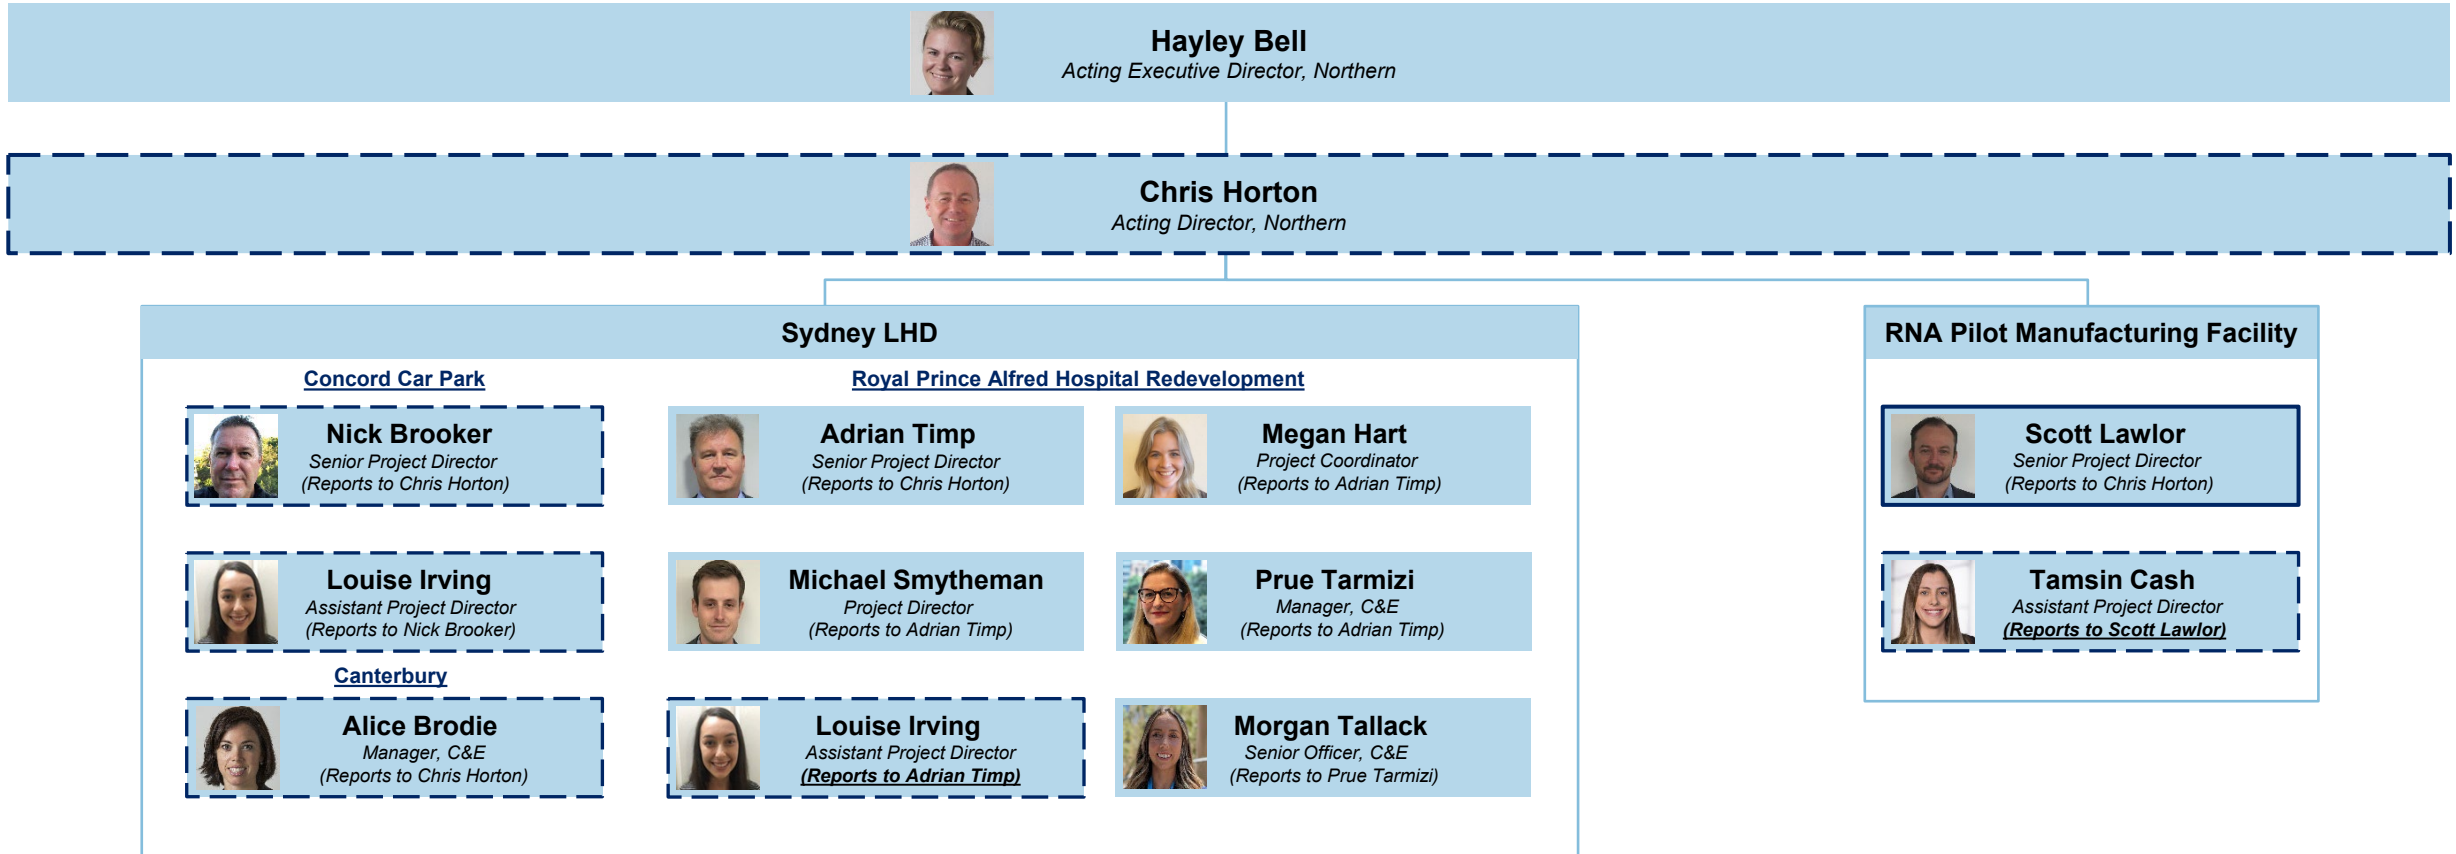 Hayley Bell
Acting Executive Director, Northern
Chris Horton
Acting Director, Northern
Sydney LHD
Concord Car Park
Nick Brooker
Senior Project Director
(Reports to Chris Horton)
Louise Irving
Assistant Project Director
(Reports to Nick Brooker)
Canterbury
Alice Brodie
Manager, C&E
(Reports to Chris Horton)
Royal Prince Alfred Hospital Redevelopment
Adrian Timp
Senior Project Director
(Reports to Chris Horton)
Megan Hart
Project Coordinator
(Reports to Adrian Timp)
Michael Smytheman
Project Director
(Reports to Adrian Timp)
Prue Tarmizi
Manager, C&E
(Reports to Adrian Timp)
Louise Irving
Assistant Project Director
(Reports to Adrian Timp)
Morgan Tallack
Senior Officer, C&E
(Reports to Prue Tarmizi)
RNA Pilot Manufacturing Facility
Scott Lawlor
Senior Project Director
(Reports to Chris Horton)
Tamsin Cash
Assistant Project Director
(Reports to Scott Lawlor)